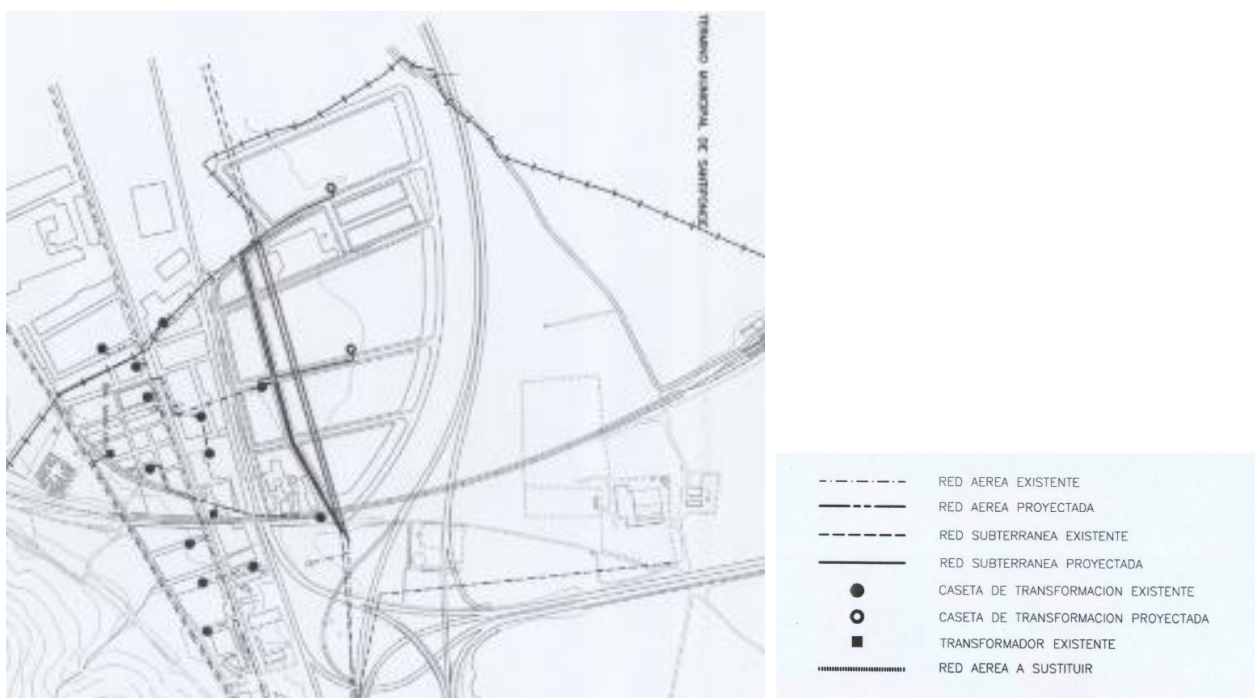 TERMINO MUNICIPAL DE SANTIPONCE
RED AEREA EXISTENTE
RED AEREA PROYECTADA
RED SUBTERRANEA EXISTENTE
RED SUBTERRANEA PROYECTADA
CASETA DE TRANSFORMACION EXISTENTE
CASETA DE TRANSFORMACION PROYECTADA
TRANSFORMADOR EXISTENTE
RED AEREA A SUSTITUIR